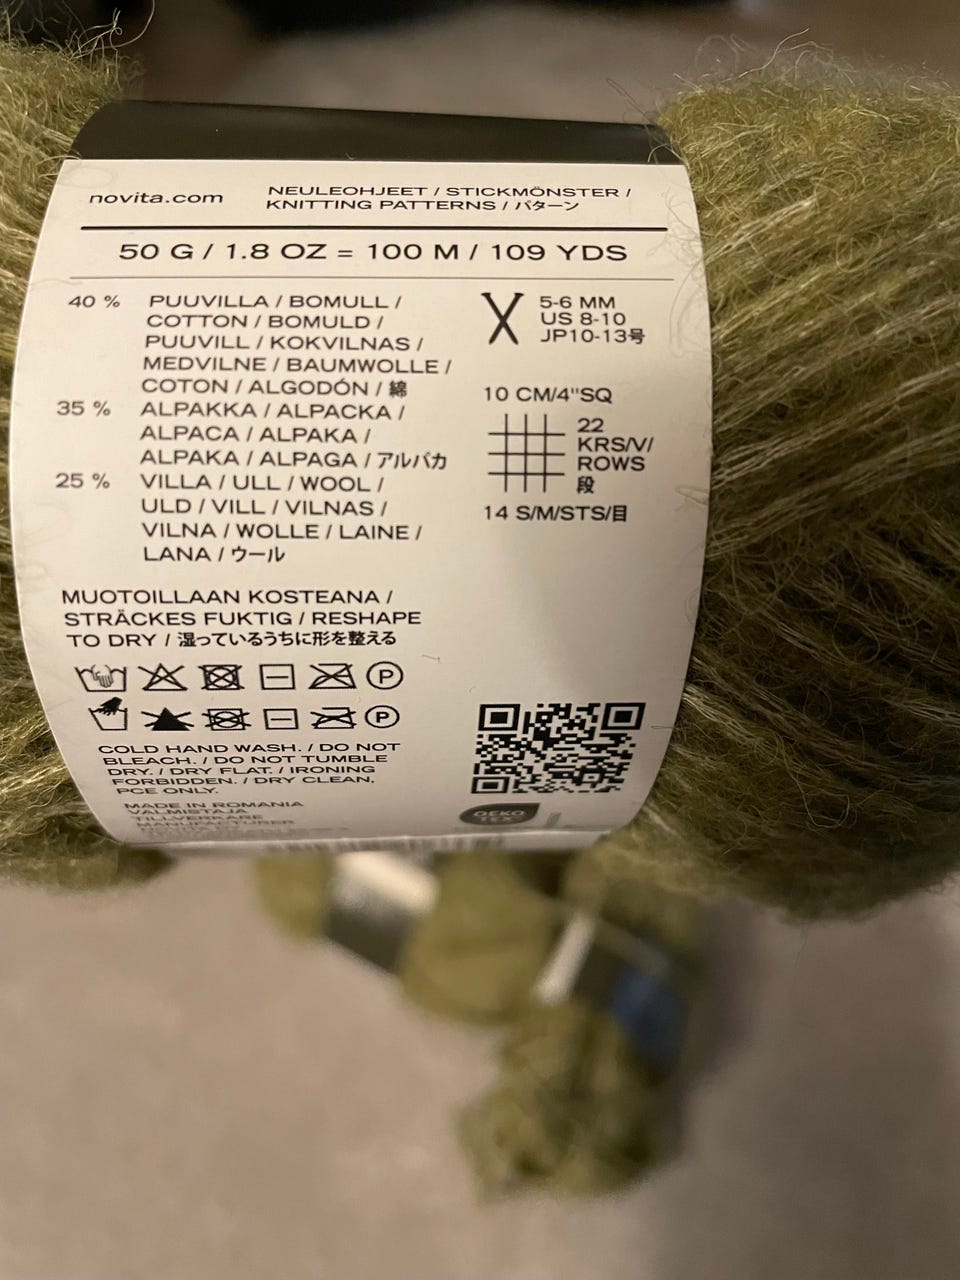 novita.com
NEULEOHJEET / STICKMÖNSTER /
KNITTING PATTERNS / パターン
50 G / 1.8 OZ = 100 M / 109 YDS
40 % PUUVILLA / BOMULL /
COTTON / BOMULD /
PUUVILL / KOKVILNAS /
MEDVILNE / BAUMWOLLE /
COTON / ALGODÓN / 綿
35 % ALPAKKA / ALPACKA /
ALPACA / ALPAKA /
ALPAKA / ALPAGA / アルパカ
25 % VILLA / ULL / WOOL /
ULD / VILL / VILNAS /
VILNA / WOLLE / LAINE /
LANA / ウール
5-6 MM
US 8-10
JP10-13号
10 CM/4"SQ
22
KRS/V/
ROWS
段
14 S/M/STS/目
MUOTOILLAAN KOSTEANA /
STRÄCKES FUKTIG / RESHAPE
TO DRY / 湿っているうちに形を整える
P
P
COLD HAND WASH. / DO NOT
BLEACH. / DO NOT TUMBLE
DRY. / DRY FLAT. / IRONING
FORBIDDEN. / DRY CLEAN,
PCE ONLY.
MADE IN ROMANIA
VALMISTAJA
TILLVERKARE
MANUFACTURER
OEKO
TEX